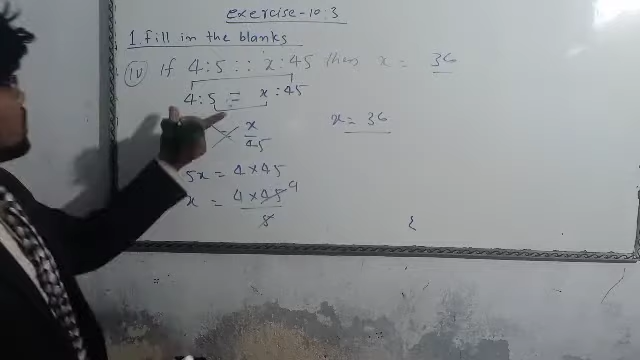 exercise-10:3
1. Fill in the blanks
(iv) If 4:5 :: x:45 then x = 36
4:5 = x:45
x = 36
x
45
5x = 4×45
x = 4×45 9
5